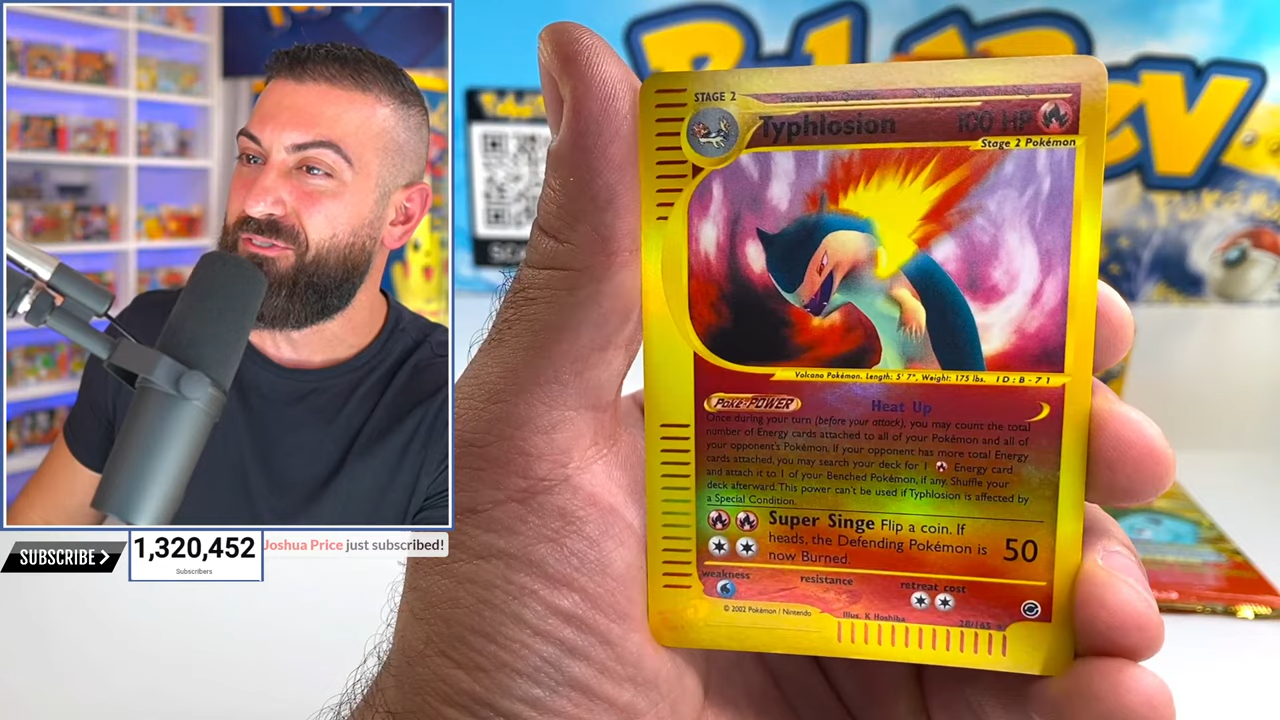 STAGE 2
Typhlosion 100 HP
Stage 2 Pokémon
Volcano Pokémon. Length: 5' 7", Weight: 175 lbs. ID: B - 71
Poké-POWER Heat Up
Once during your turn (before your attack), you may count the total
number of Energy cards attached to all of your Pokémon and all of
your opponent's Pokémon. If your opponent has more total Energy
cards attached, you may search your deck for 1 Energy card
and attach it to 1 of your Benched Pokémon, if any. Shuffle your
deck afterward. This power can't be used if Typhlosion is affected by
a Special Condition.
Super Singe Flip a coin. If
heads, the Defending Pokémon is
now Burned.
50
weakness resistance retreat cost
© 2002 Pokémon / Nintendo
Illus. K Hoshiba
28/165
SUBSCRIBE >
1,320,452
Subscribers
Joshua Price just subscribed!